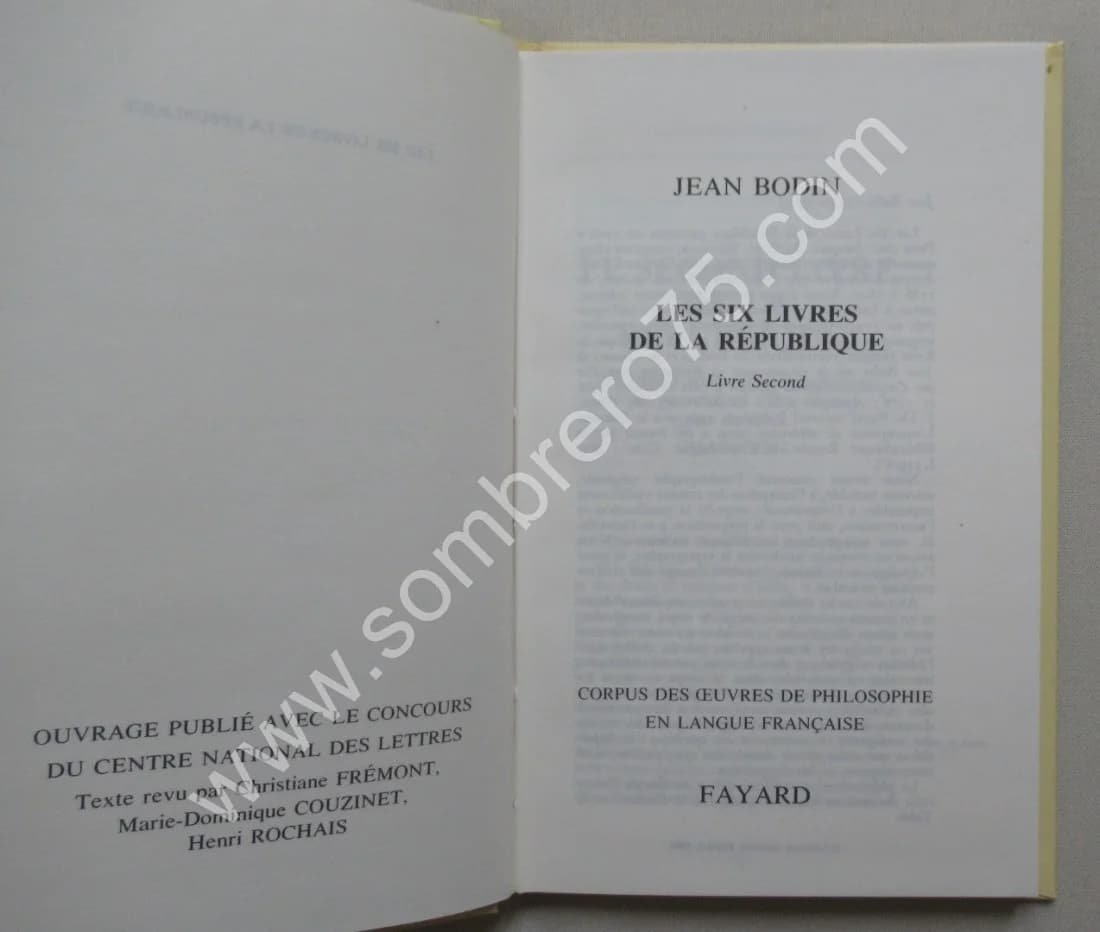 OUVRAGE PUBLIÉ AVEC LE CONCOURS
DU CENTRE NATIONAL DES LETTRES
Texte revu par Christiane FRÉMONT,
Marie-Dominique COUZINET,
Henri ROCHAIS
JEAN BODIN
LES SIX LIVRES
DE LA RÉPUBLIQUE
Livre Second
CORPUS DES ŒUVRES DE PHILOSOPHIE
EN LANGUE FRANÇAISE
FAYARD
www.sombrero75.com